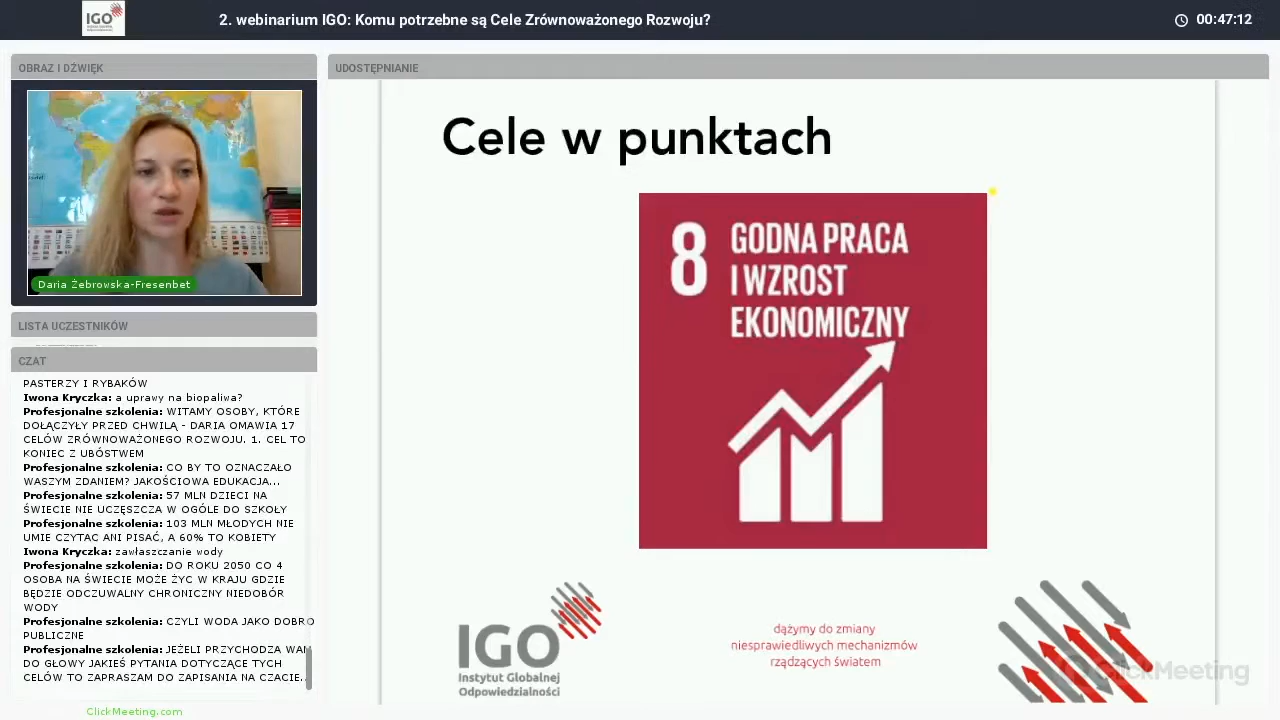 IGO
2. webinarium IGO: Komu potrzebne są Cele Zrównoważonego Rozwoju?
00:47:12
OBRAZ I DŹWIĘK
Daria Żebrowska-Fresenbet
LISTA UCZESTNIKÓW
CZAT
PASTERZY I RYBAKÓW
Iwona Kryczka: a uprawy na biopaliwa?
Profesjonalne szkolenia: WITAMY OSOBY, KTÓRE
DOŁĄCZYŁY PRZED CHWILĄ - DARIA OMAWIA 17
CELÓW ZRÓWNOWAŻONEGO ROZWOJU. 1. CEL TO
KONIEC Z UBÓSTWEM
Profesjonalne szkolenia: CO BY TO OZNACZAŁO
WASZYM ZDANIEM? JAKOŚCIOWA EDUKACJA...
Profesjonalne szkolenia: 57 MLN DZIECI NA
ŚWIECIE NIE UCZĘSZCZA W OGÓLE DO SZKOŁY
Profesjonalne szkolenia: 103 MLN MŁODYCH NIE
UMIE CZYTAC ANI PISAĆ, A 60% TO KOBIETY
Iwona Kryczka: zawłaszczanie wody
Profesjonalne szkolenia: DO ROKU 2050 CO 4
OSOBA NA ŚWIECIE MOŻE ŻYC W KRAJU GDZIE
BĘDZIE ODCZUWALNY CHRONICZNY NIEDOBÓR
WODY
Profesjonalne szkolenia: CZYLI WODA JAKO DOBRO
PUBLICZNE
Profesjonalne szkolenia: JEŻELI PRZYCHODZA WAM
DO GŁOWY JAKIEŚ PYTANIA DOTYCZĄCE TYCH
CELÓW TO ZAPRASZAM DO ZAPISANIA NA CZACIE..
ClickMeeting.com
UDOSTĘPNIANIE
Cele w punktach
8 GODNA PRACA
I WZROST
EKONOMICZNY
IGO
Instytut Globalnej
Odpowiedzialności
dążymy do zmiany
niesprawiedliwych mechanizmów
rządzących światem
ClickMeeting